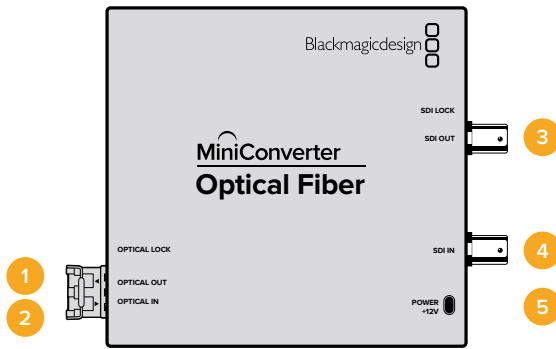 Blackmagicdesign
SDI LOCK
SDI OUT
3
MiniConverter
Optical Fiber
OPTICAL LOCK
SDI IN
4
1
OPTICAL OUT
2
OPTICAL IN
POWER
+12V
5